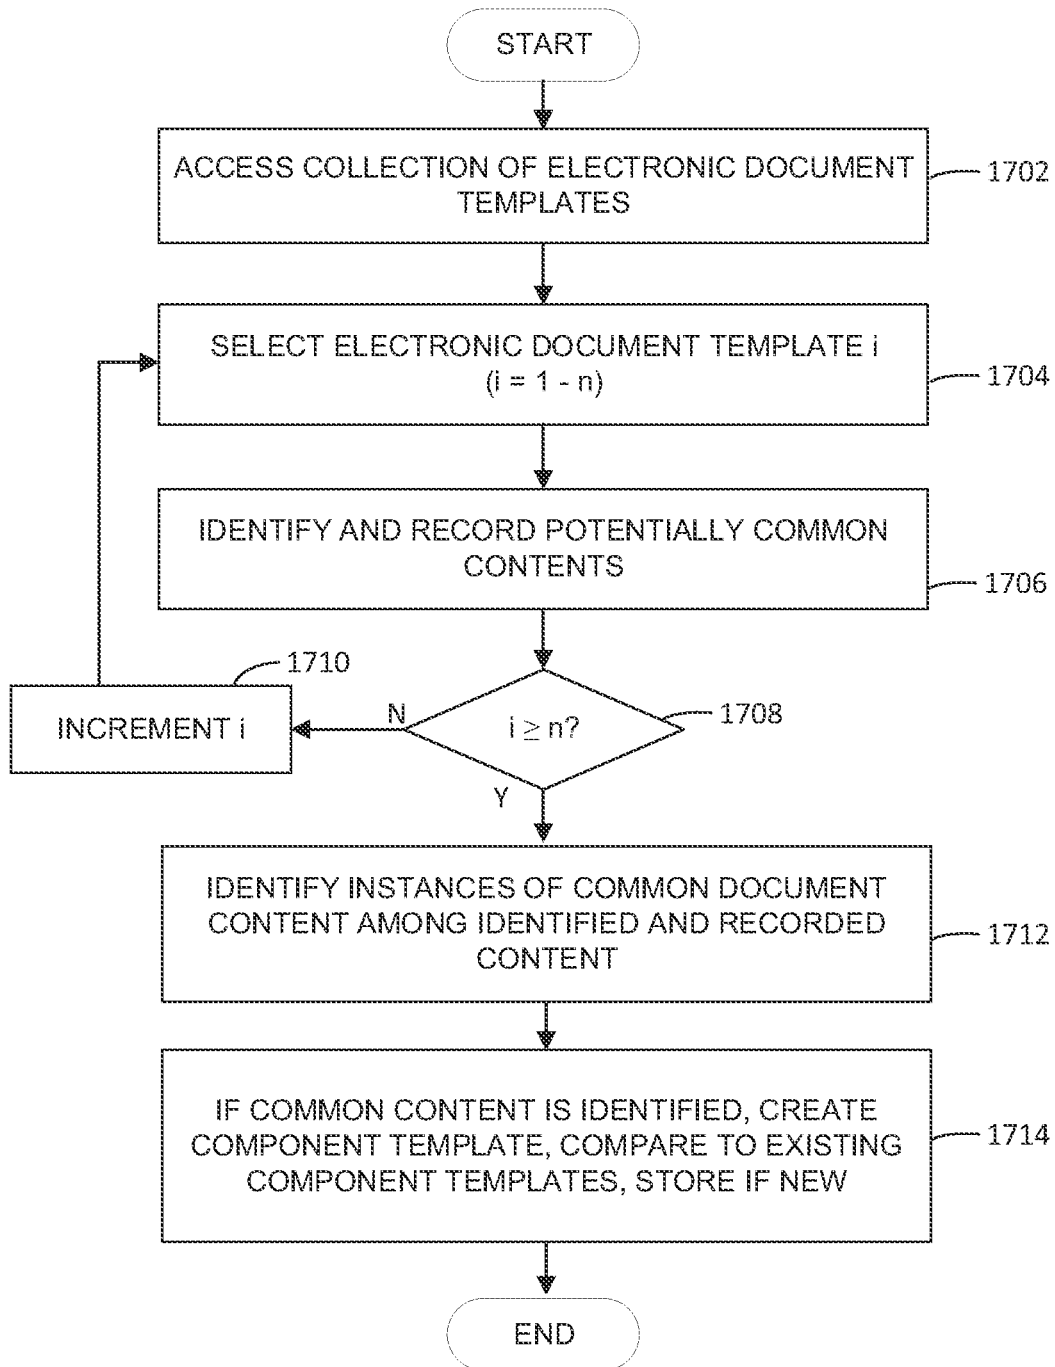 START
ACCESS COLLECTION OF ELECTRONIC DOCUMENT
TEMPLATES
1702
SELECT ELECTRONIC DOCUMENT TEMPLATE i
(i = 1 - n)
1704
IDENTIFY AND RECORD POTENTIALLY COMMON
CONTENTS
1706
1710
INCREMENT i
N
i ≥ n?
1708
Y
IDENTIFY INSTANCES OF COMMON DOCUMENT
CONTENT AMONG IDENTIFIED AND RECORDED
CONTENT
1712
IF COMMON CONTENT IS IDENTIFIED, CREATE
COMPONENT TEMPLATE, COMPARE TO EXISTING
COMPONENT TEMPLATES, STORE IF NEW
1714
END